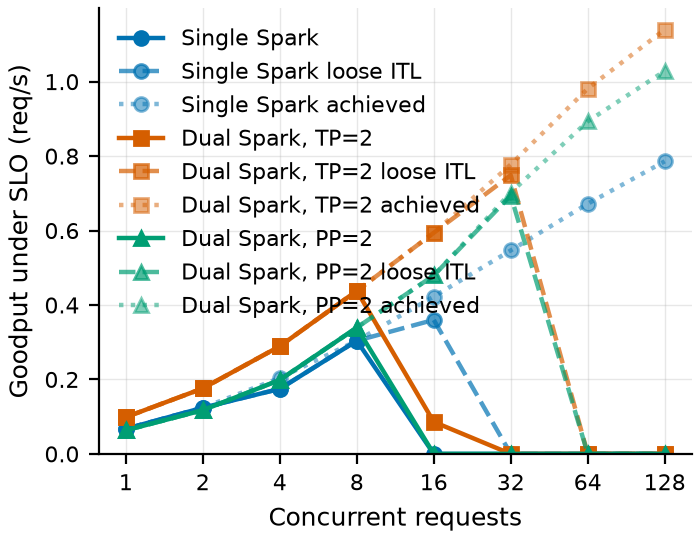 Goodput under SLO (req/s)
1.0
0.8
0.6
0.4
0.2
0.0
Single Spark
Single Spark loose ITL
Single Spark achieved
Dual Spark, TP=2
Dual Spark, TP=2 loose ITL
Dual Spark, TP=2 achieved
Dual Spark, PP=2
Dual Spark, PP=2 loose ITL
Dual Spark, PP=2 achieved
1 2 4 8 16 32 64 128
Concurrent requests